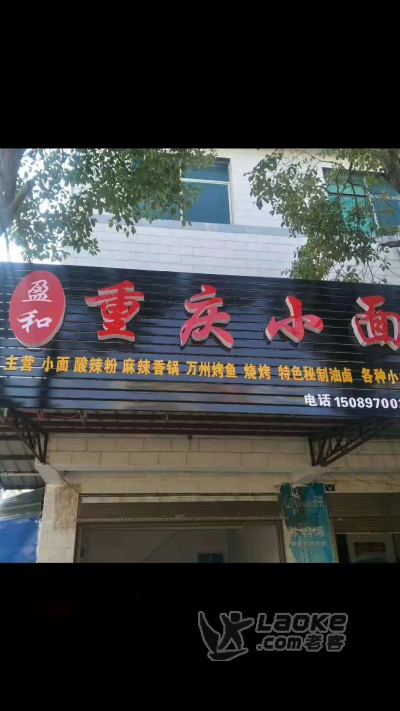 盈和
重庆小面
主营 小面 酸辣粉 麻辣香锅 万州烤鱼 烧烤 特色秘制油卤 各种小
电话 15089700
LAOKE
.com老客